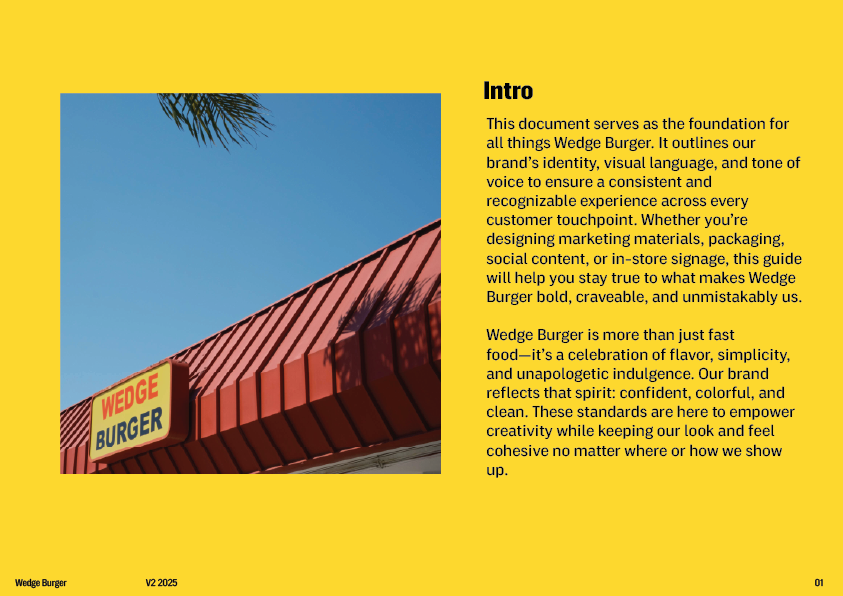 Intro
This document serves as the foundation for
all things Wedge Burger. It outlines our
brand’s identity, visual language, and tone of
voice to ensure a consistent and
recognizable experience across every
customer touchpoint. Whether you’re
designing marketing materials, packaging,
social content, or in-store signage, this guide
will help you stay true to what makes Wedge
Burger bold, craveable, and unmistakably us.
Wedge Burger is more than just fast
food—it’s a celebration of flavor, simplicity,
and unapologetic indulgence. Our brand
reflects that spirit: confident, colorful, and
clean. These standards are here to empower
creativity while keeping our look and feel
cohesive no matter where or how we show
up.
WEDGE
BURGER
Wedge Burger
V2 2025
01